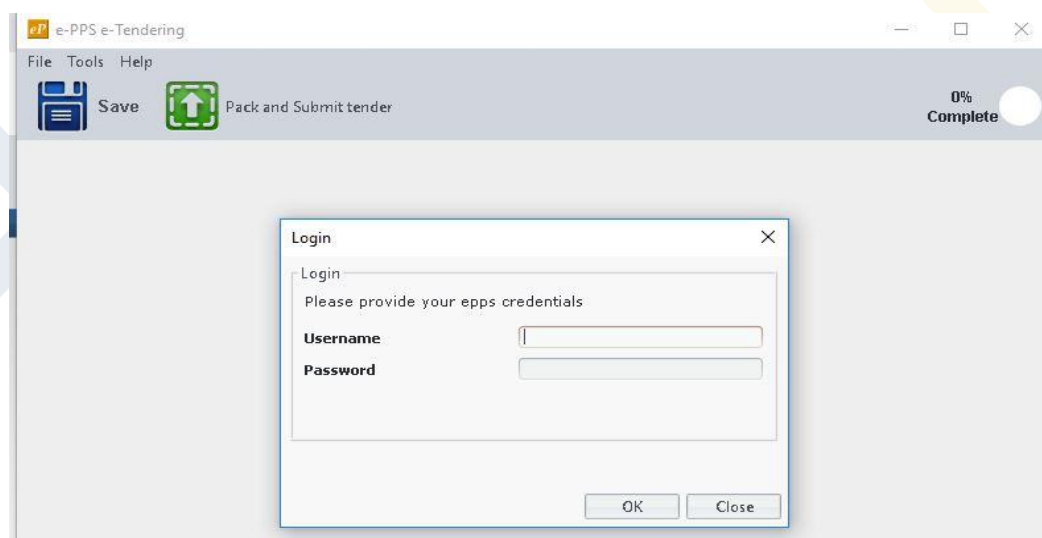 eP e-PPS e-Tendering
File Tools Help
Save Pack and Submit tender
0%
Complete
Login
Login
Please provide your epps credentials
Username
Password
OK Close